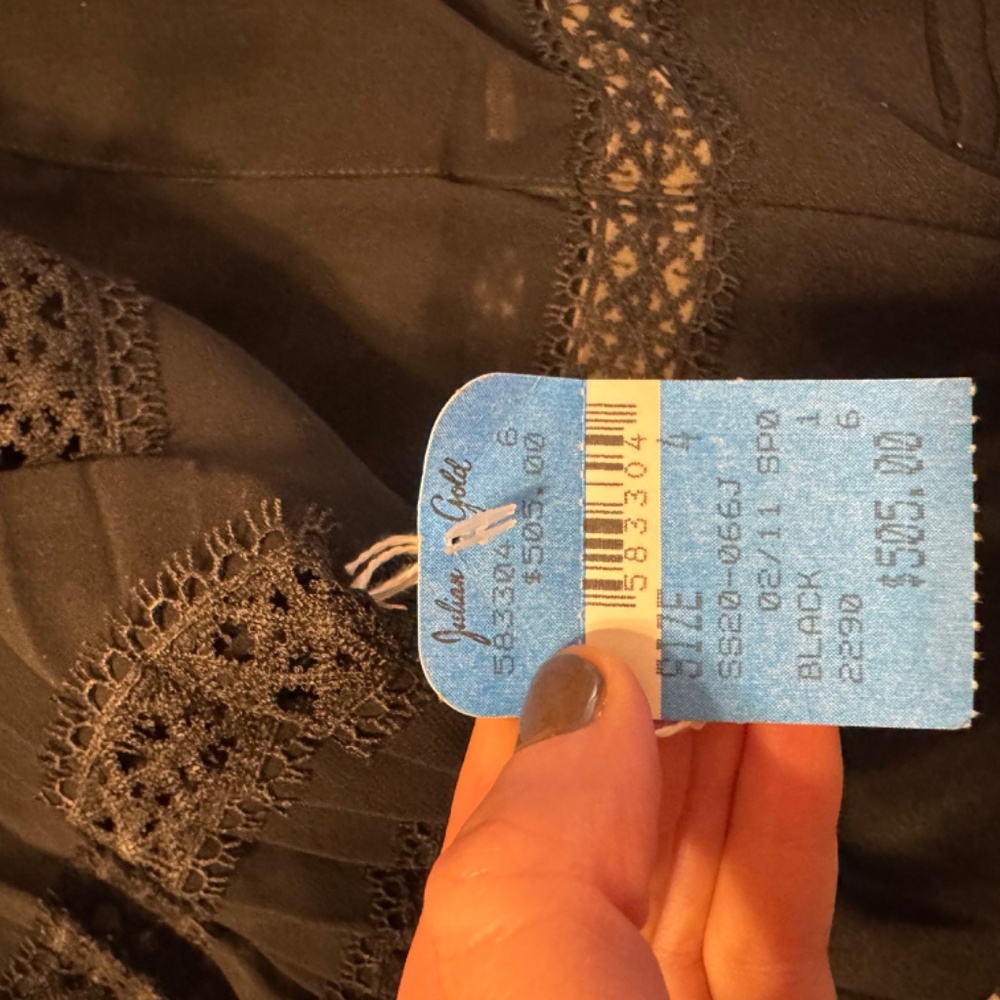 Julian Gold
583304 6
$505.00
583304
SIZE 4
SS20-066J
02/11 SP0
BLACK 1
2290 6
$505.00